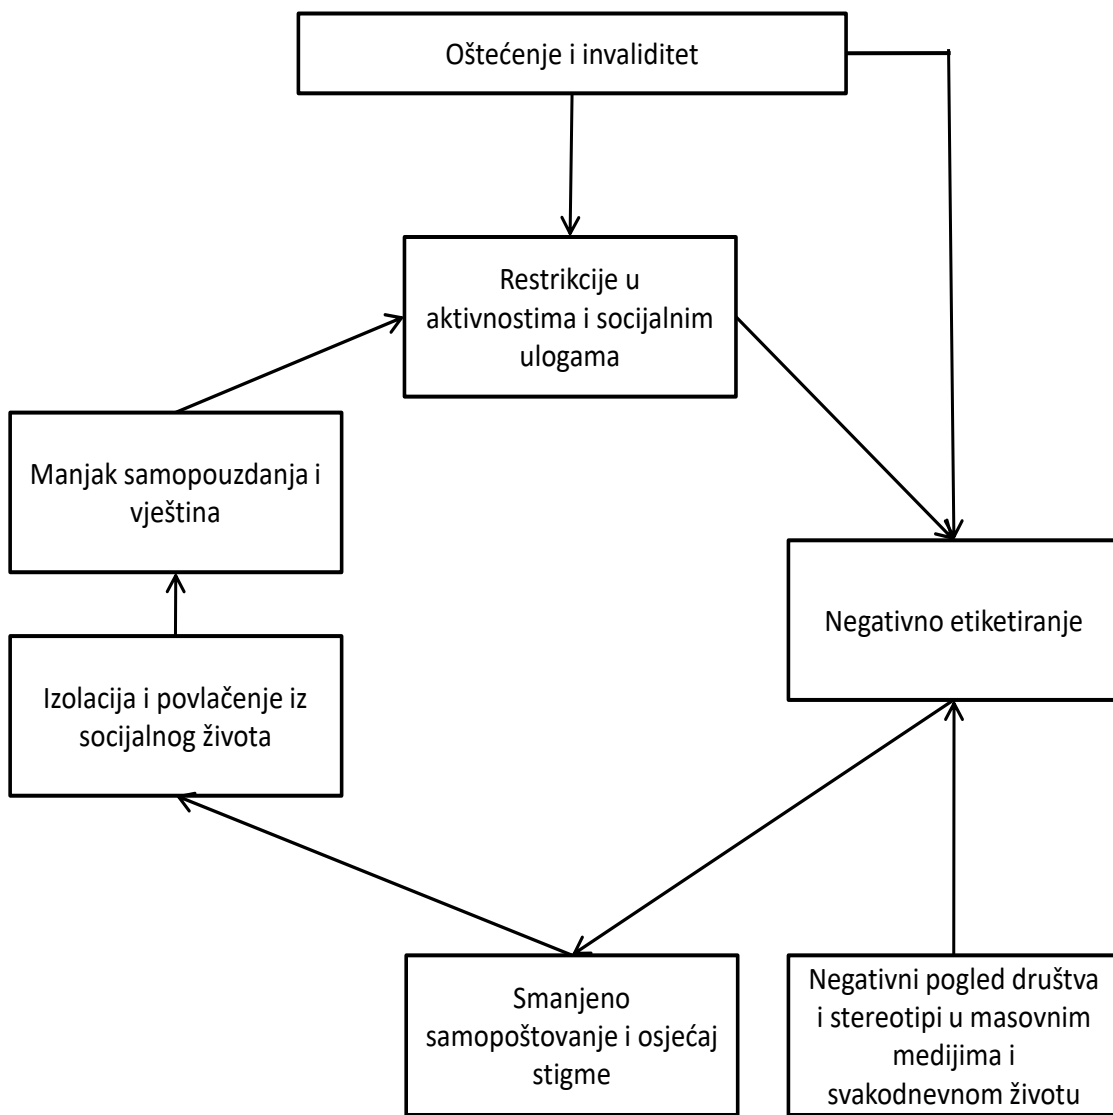 Oštećenje i invaliditet
Restrikcije u
aktivnostima i socijalnim
ulogama
Manjak samopouzdanja i
vještina
Negativno etiketiranje
Izolacija i povlačenje iz
socijalnog života
Smanjeno
samopoštovanje i osjećaj
stigme
Negativni pogled društva
i stereotipi u masovnim
medijima i
svakodnevnom životu